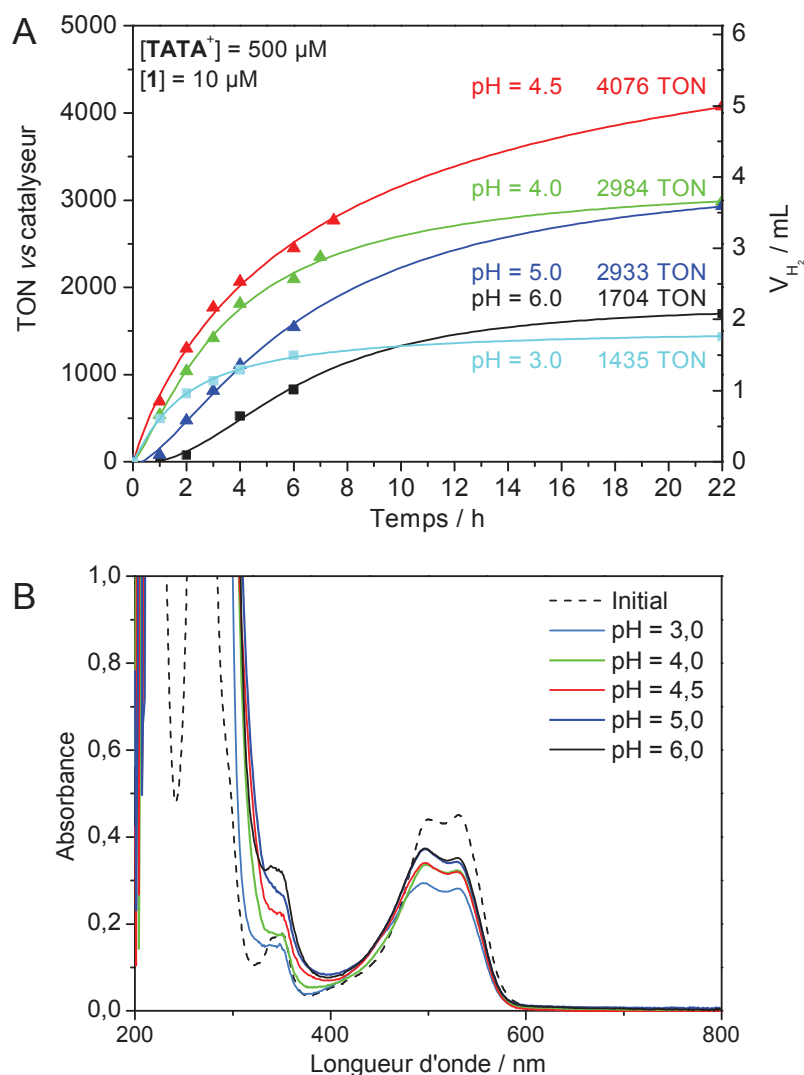 A
[TATA⁺] = 500 µM
[1] = 10 µM
pH = 4.5 4076 TON
pH = 4.0 2984 TON
pH = 5.0 2933 TON
pH = 6.0 1704 TON
pH = 3.0 1435 TON
TON vs catalyseur
5000
4000
3000
2000
1000
0
V_H₂ / mL
6
5
4
3
2
1
0
0 2 4 6 8 10 12 14 16 18 20 22
Temps / h
B
Initial
pH = 3,0
pH = 4,0
pH = 4,5
pH = 5,0
pH = 6,0
Absorbance
1,0
0,8
0,6
0,4
0,2
0,0
200 400 600 800
Longueur d'onde / nm